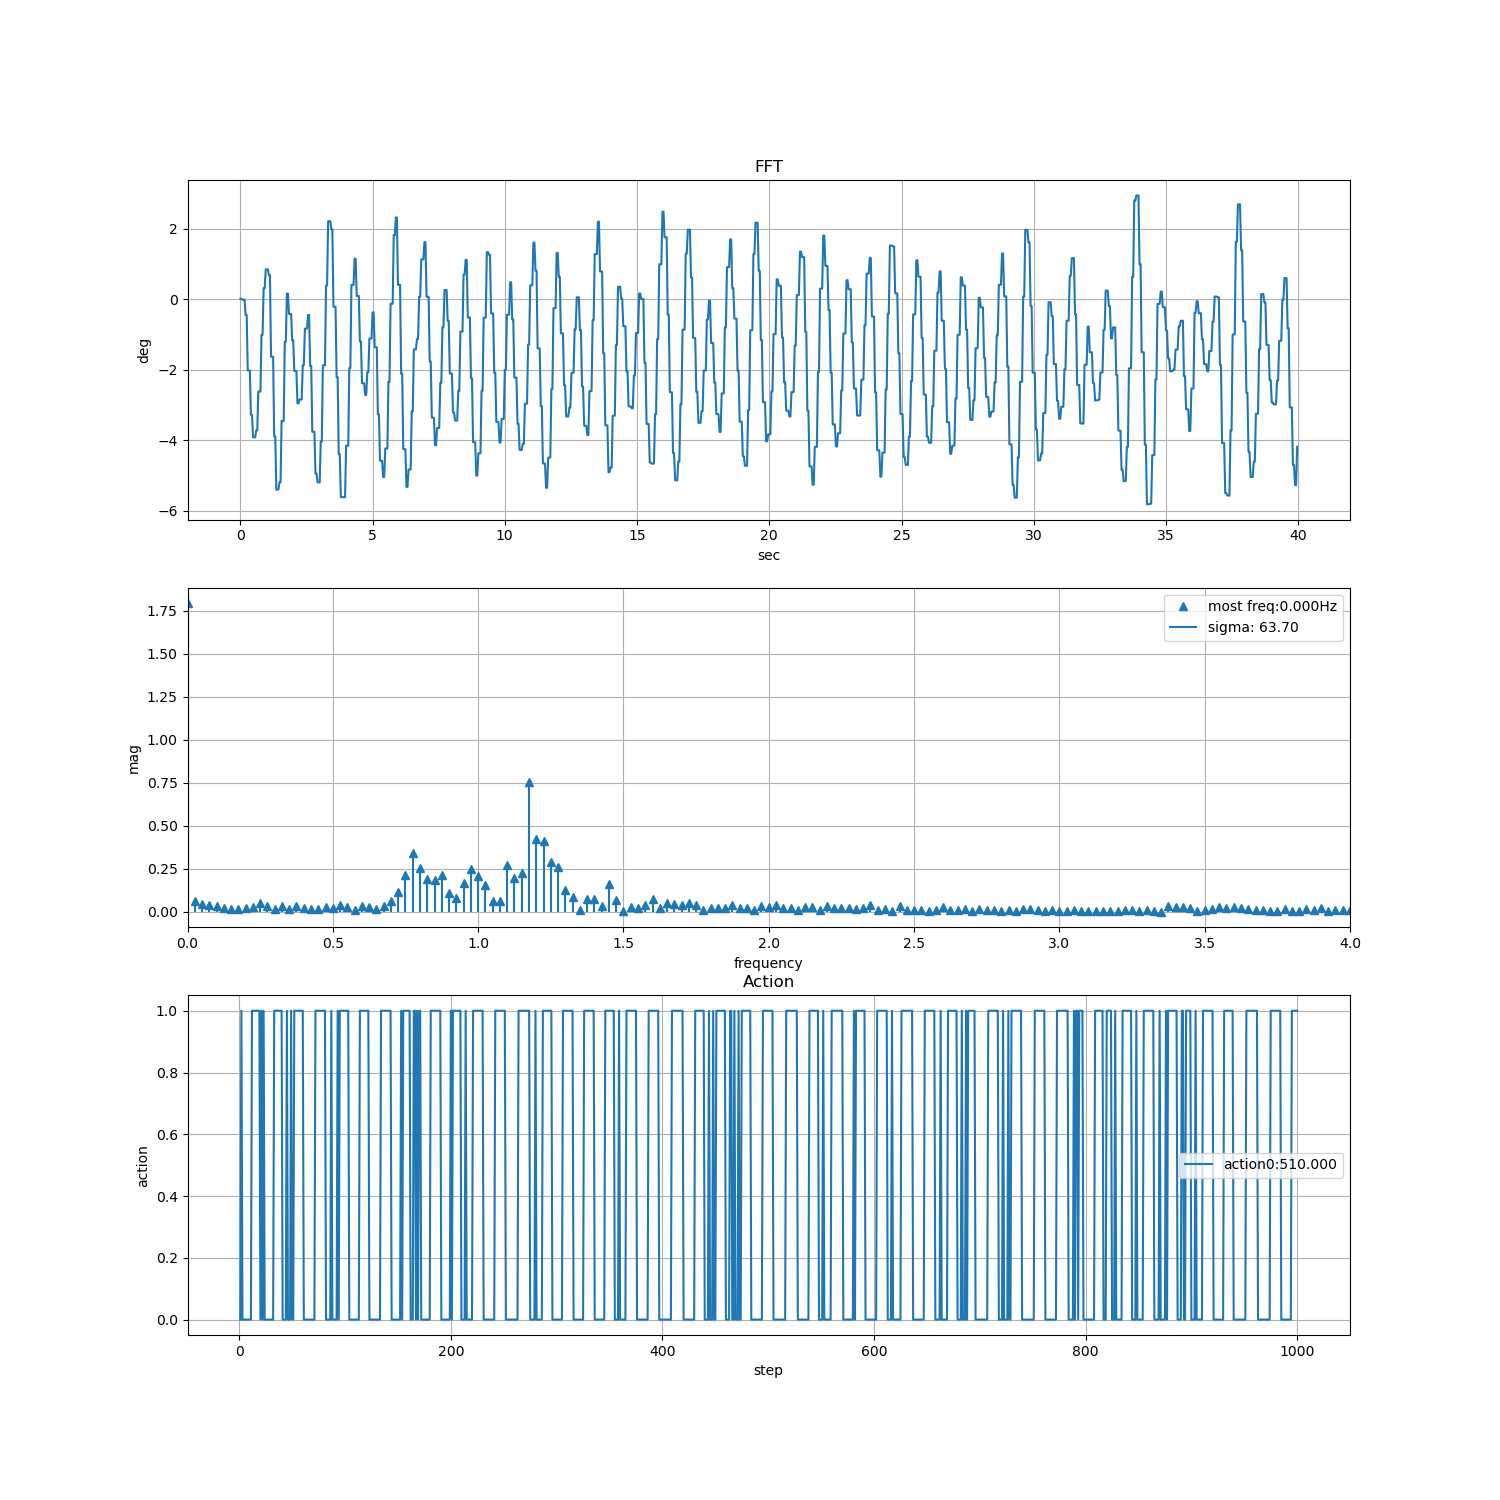 FFT
2
0
−2
−4
−6
deg
0 5 10 15 20 25 30 35 40
sec
1.75
1.50
1.25
1.00
0.75
0.50
0.25
0.00
mag
most freq:0.000Hz
sigma: 63.70
0.0 0.5 1.0 1.5 2.0 2.5 3.0 3.5 4.0
frequency
Action
1.0
0.8
0.6
0.4
0.2
0.0
action
action0:510.000
0 200 400 600 800 1000
step